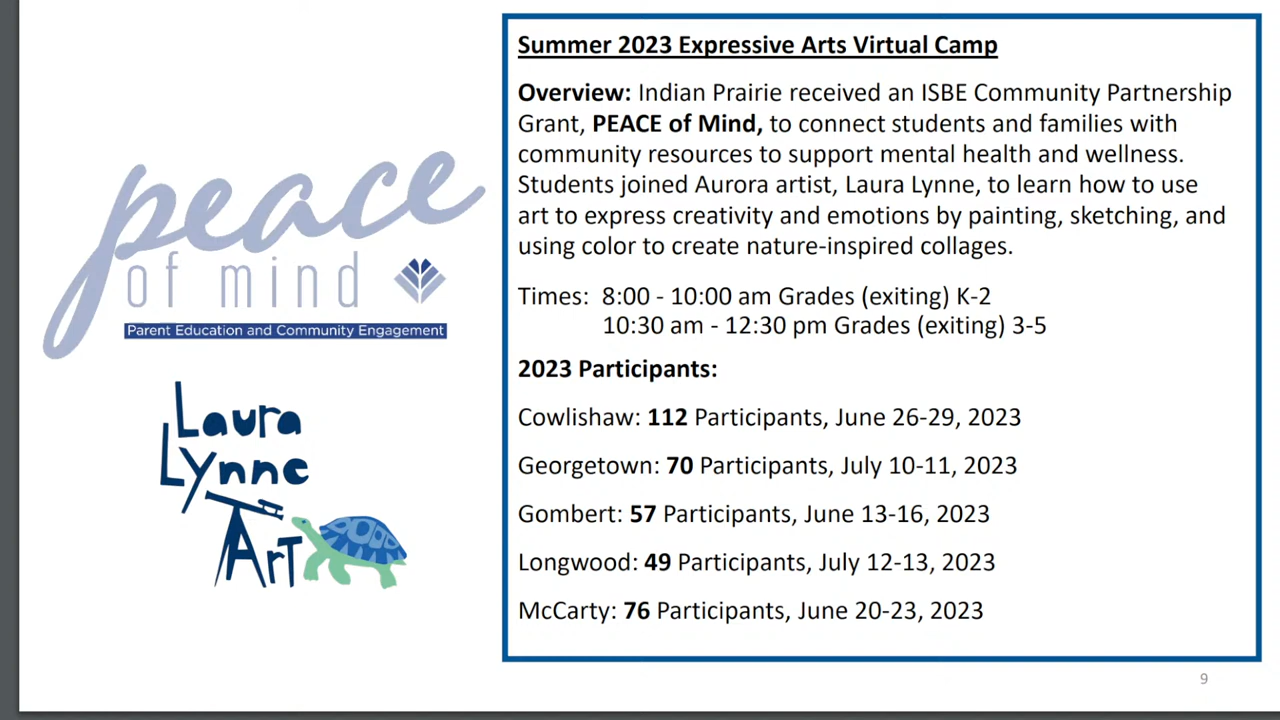 peace
of mind
Parent Education and Community Engagement
Laura
Lynne
Art
Summer 2023 Expressive Arts Virtual Camp
Overview: Indian Prairie received an ISBE Community Partnership
Grant, PEACE of Mind, to connect students and families with
community resources to support mental health and wellness.
Students joined Aurora artist, Laura Lynne, to learn how to use
art to express creativity and emotions by painting, sketching, and
using color to create nature-inspired collages.
Times: 8:00 - 10:00 am Grades (exiting) K-2
10:30 am - 12:30 pm Grades (exiting) 3-5
2023 Participants:
Cowlishaw: 112 Participants, June 26-29, 2023
Georgetown: 70 Participants, July 10-11, 2023
Gombert: 57 Participants, June 13-16, 2023
Longwood: 49 Participants, July 12-13, 2023
McCarty: 76 Participants, June 20-23, 2023
9